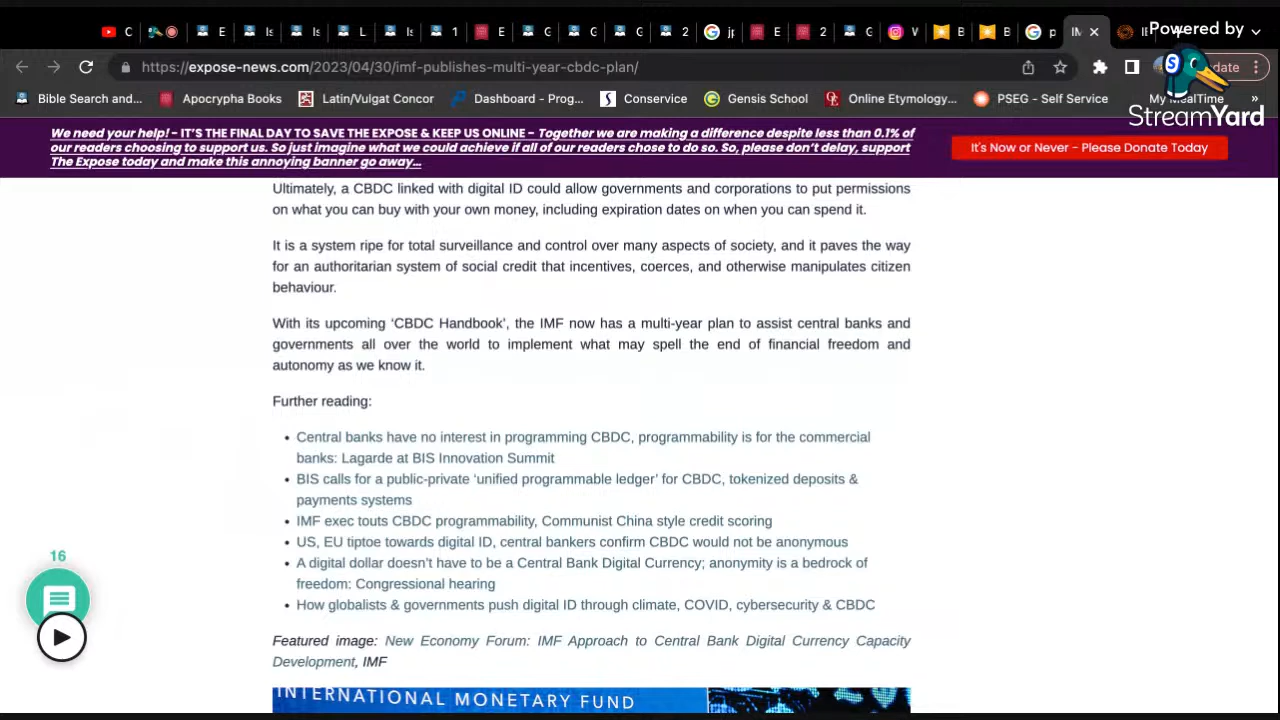 C
E
Is
Is
L
Is
1
E
G
G
G
2
jp
E
2
G
V
B
B
p
IM
Powered by
https://expose-news.com/2023/04/30/imf-publishes-multi-year-cbdc-plan/
date
Bible Search and...
Apocrypha Books
Latin/Vulgat Concor
Dashboard - Prog...
Conservice
Gensis School
Online Etymology...
PSEG - Self Service
My MealTime
»
StreamYard
We need your help! - IT'S THE FINAL DAY TO SAVE THE EXPOSE & KEEP US ONLINE - Together we are making a difference despite less than 0.1% of
our readers choosing to support us. So just imagine what we could achieve if all of our readers chose to do so. So, please don't delay, support
The Expose today and make this annoying banner go away...
It's Now or Never - Please Donate Today
Ultimately, a CBDC linked with digital ID could allow governments and corporations to put permissions
on what you can buy with your own money, including expiration dates on when you can spend it.
It is a system ripe for total surveillance and control over many aspects of society, and it paves the way
for an authoritarian system of social credit that incentives, coerces, and otherwise manipulates citizen
behaviour.
With its upcoming ‘CBDC Handbook’, the IMF now has a multi-year plan to assist central banks and
governments all over the world to implement what may spell the end of financial freedom and
autonomy as we know it.
Further reading:
• Central banks have no interest in programming CBDC, programmability is for the commercial
banks: Lagarde at BIS Innovation Summit
• BIS calls for a public-private ‘unified programmable ledger’ for CBDC, tokenized deposits &
payments systems
• IMF exec touts CBDC programmability, Communist China style credit scoring
• US, EU tiptoe towards digital ID, central bankers confirm CBDC would not be anonymous
• A digital dollar doesn’t have to be a Central Bank Digital Currency; anonymity is a bedrock of
freedom: Congressional hearing
• How globalists & governments push digital ID through climate, COVID, cybersecurity & CBDC
16
Featured image: New Economy Forum: IMF Approach to Central Bank Digital Currency Capacity
Development, IMF
INTERNATIONAL MONETARY FUND